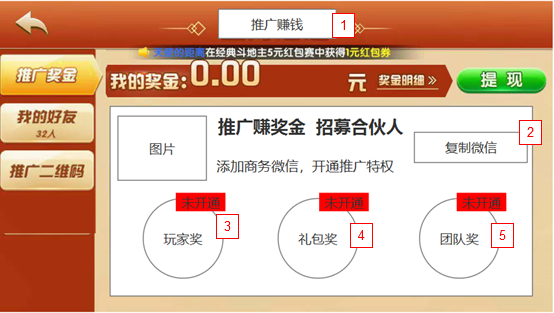 推广赚钱
1
天使的距离在经典斗地主5元红包赛中获得1元红包券
推广奖金
我的奖金:0.00
元
奖金明细》
提现
我的好友
32人
推广二维码
图片
推广赚奖金 招募合伙人
添加商务微信，开通推广特权
复制微信
2
未开通
玩家奖
3
未开通
礼包奖
4
未开通
团队奖
5